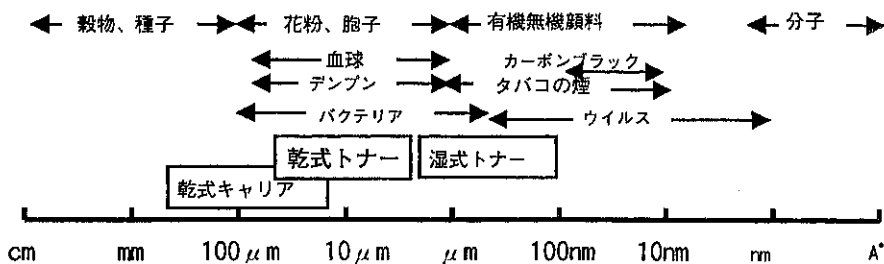 穀物、種子 花粉、胞子 有機無機顔料 分子
血球 カーボンブラック
デンプン タバコの煙
バクテリア ウイルス
乾式トナー 湿式トナー
乾式キャリア
cm mm 100μm 10μm μm 100nm 10nm nm A°